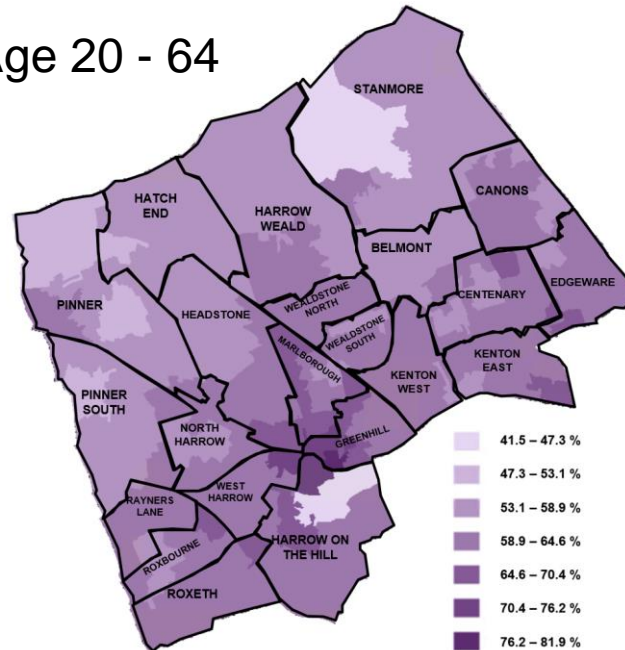 Age 20 - 64
STANMORE
HATCH
END
HARROW
WEALD
CANONS
BELMONT
PINNER
HEADSTONE
WEALDSTONE
NORTH
CENTENARY
EDGEWARE
WEALDSTONE
SOUTH
MARLBOROUGH
KENTON
WEST
KENTON
EAST
PINNER
SOUTH
NORTH
HARROW
GREENHILL
WEST
HARROW
RAYNERS
LANE
ROXBOURNE
HARROW ON
THE HILL
ROXETH
41.5 – 47.3 %
47.3 – 53.1 %
53.1 – 58.9 %
58.9 – 64.6 %
64.6 – 70.4 %
70.4 – 76.2 %
76.2 – 81.9 %